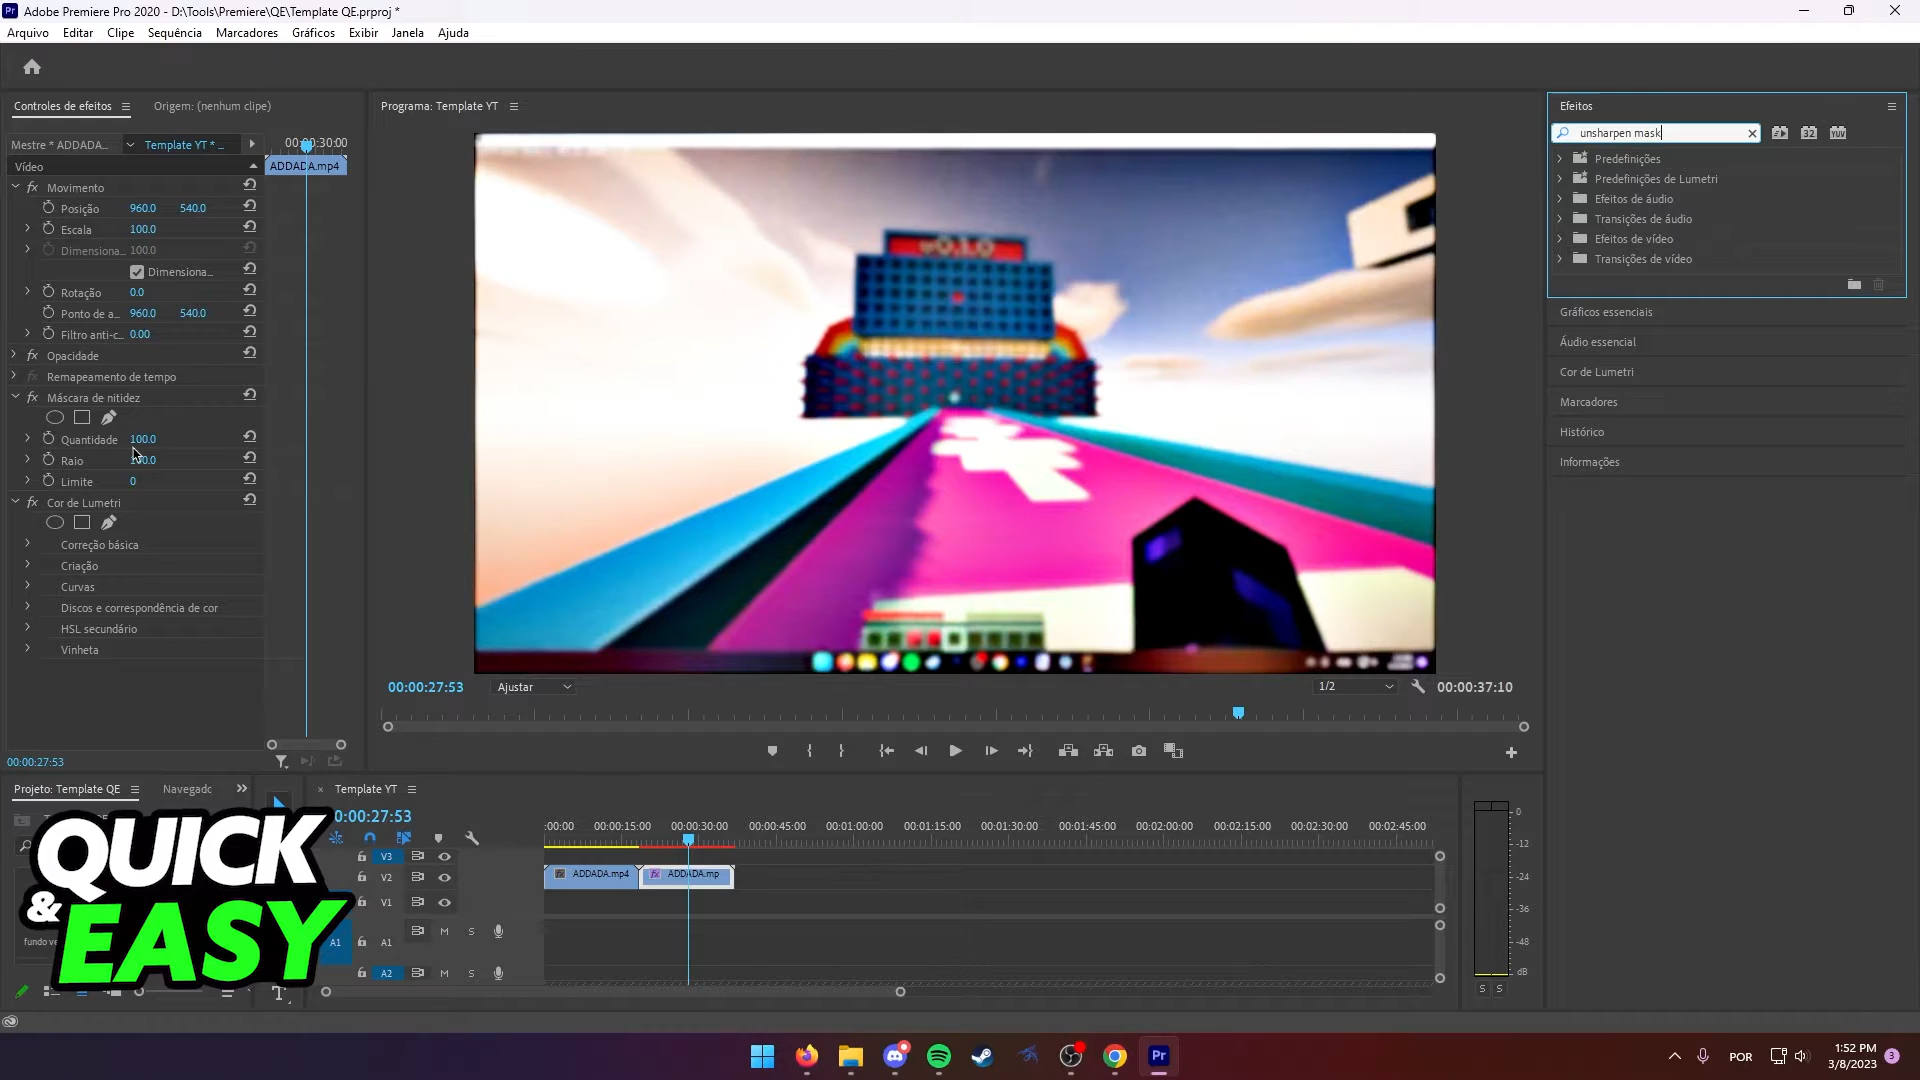 Adobe Premiere Pro 2020 - D:\Tools\Premiere\QE\Template QE.prproj *
Arquivo Editar Clipe Sequência Marcadores Gráficos Exibir Janela Ajuda
Controles de efeitos Origem: (nenhum clipe)
Mestre * ADDADA... Template YT * ...
00:00:30:00
ADDADA.mp4
Vídeo
Movimento
Posição 960.0 540.0
Escala 100.0
Dimensiona... 100.0
Dimensiona...
Rotação 0.0
Ponto de a... 960.0 540.0
Filtro anti-c... 0.00
Opacidade
Remapeamento de tempo
Máscara de nitidez
Quantidade 100.0
Raio
Limite 0
Cor de Lumetri
Correção básica
Criação
Curvas
Discos e correspondência de cor
HSL secundário
Vinheta
00:00:27:53
Programa: Template YT
00:00:27:53 Ajustar 1/2 00:00:37:10
Efeitos
unsharpen mask
Predefinições
Predefinições de Lumetri
Efeitos de áudio
Transições de áudio
Efeitos de vídeo
Transições de vídeo
Gráficos essenciais
Áudio essencial
Cor de Lumetri
Marcadores
Histórico
Informações
Projeto: Template QE Navegadc
fundo ve
QUICK
& EASY
Template YT
0:00:27:53
:00:00 00:00:15:00 00:00:30:00 00:00:45:00 00:01:00:00 00:01:15:00 00:01:30:00 00:01:45:00 00:02:00:00 00:02:15:00 00:02:30:00 00:02:45:00
V3
V2 ADDADA.mp4 ADDADA.mp
V1
A1 A1 M S
A2 M S
0
-12
-24
-36
-48
dB
S S
POR
1:52 PM
3/8/2023
3